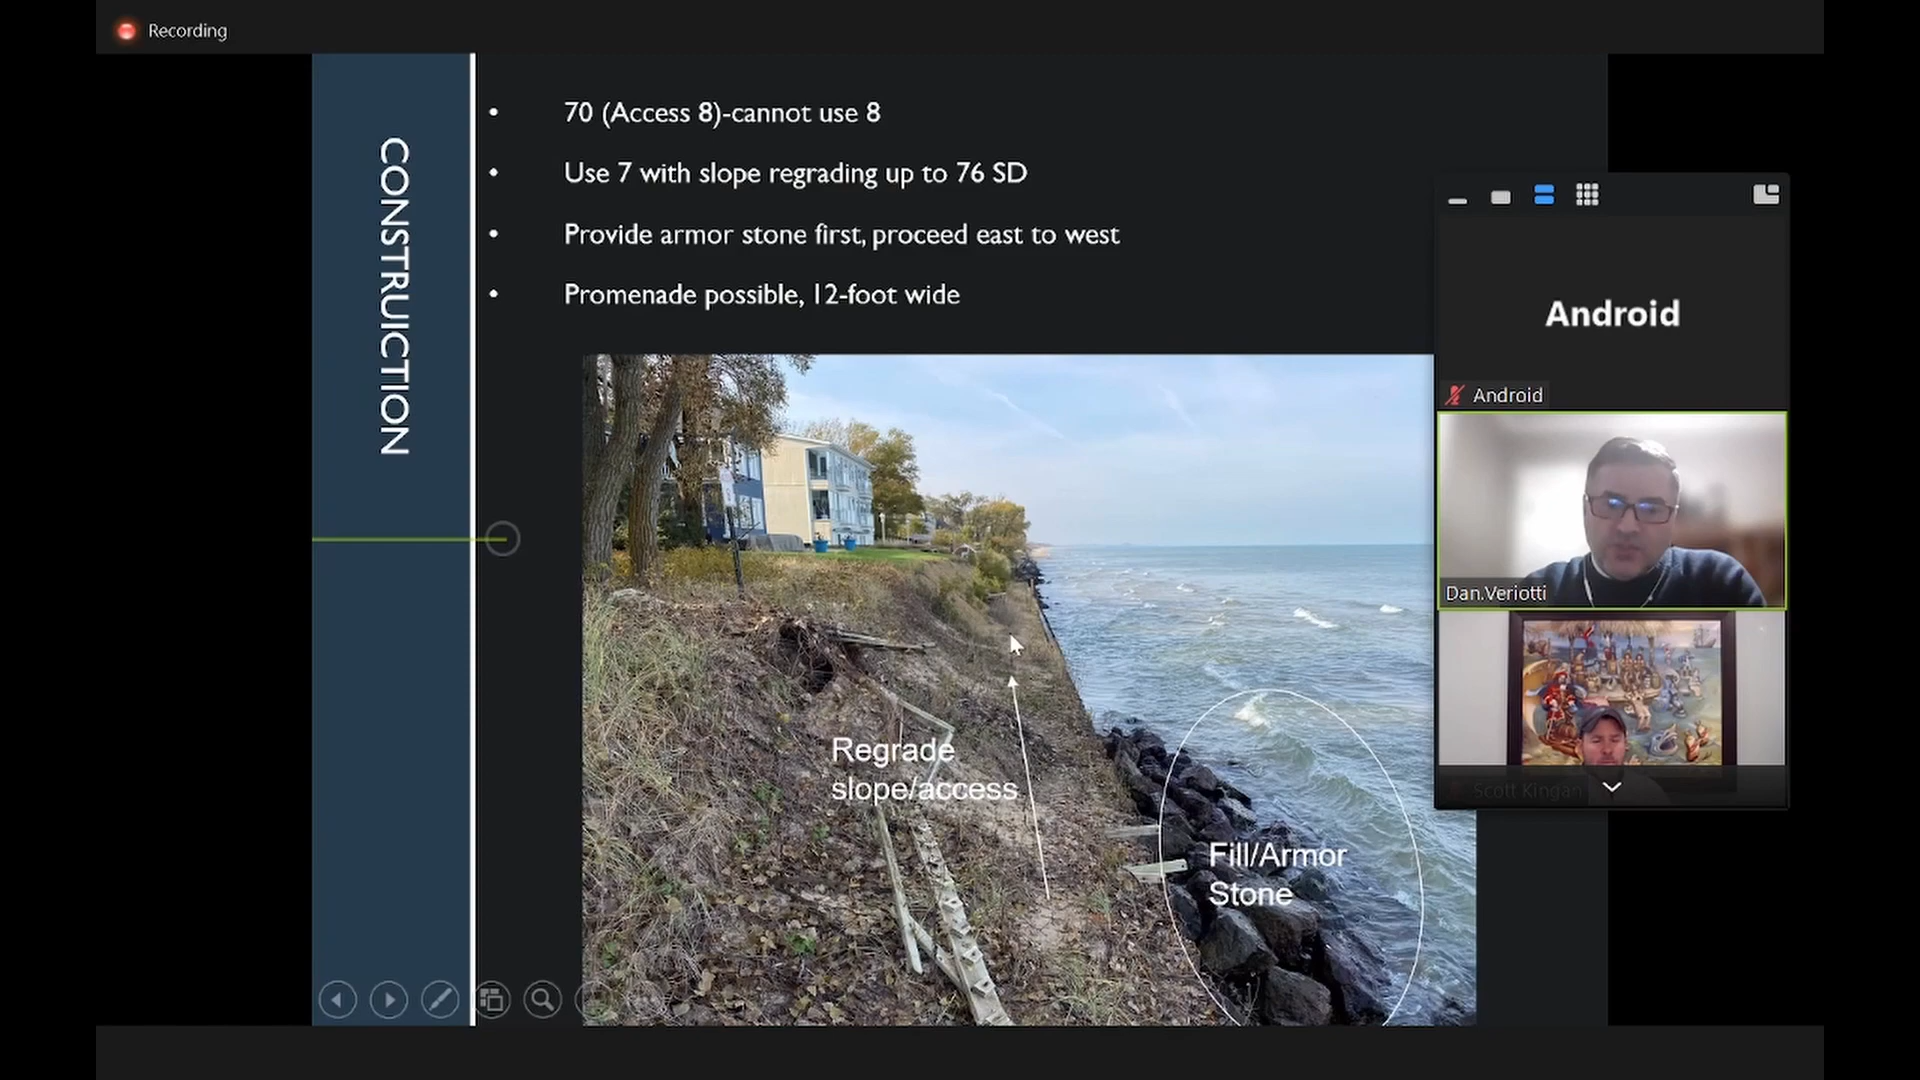 Recording
CONSTRUICTION
• 70 (Access 8)-cannot use 8
• Use 7 with slope regrading up to 76 SD
• Provide armor stone first, proceed east to west
• Promenade possible, 12-foot wide
Regrade
slope/access
Fill/Armor
Stone
Android
Android
Dan.Veriotti
Scott Kingan